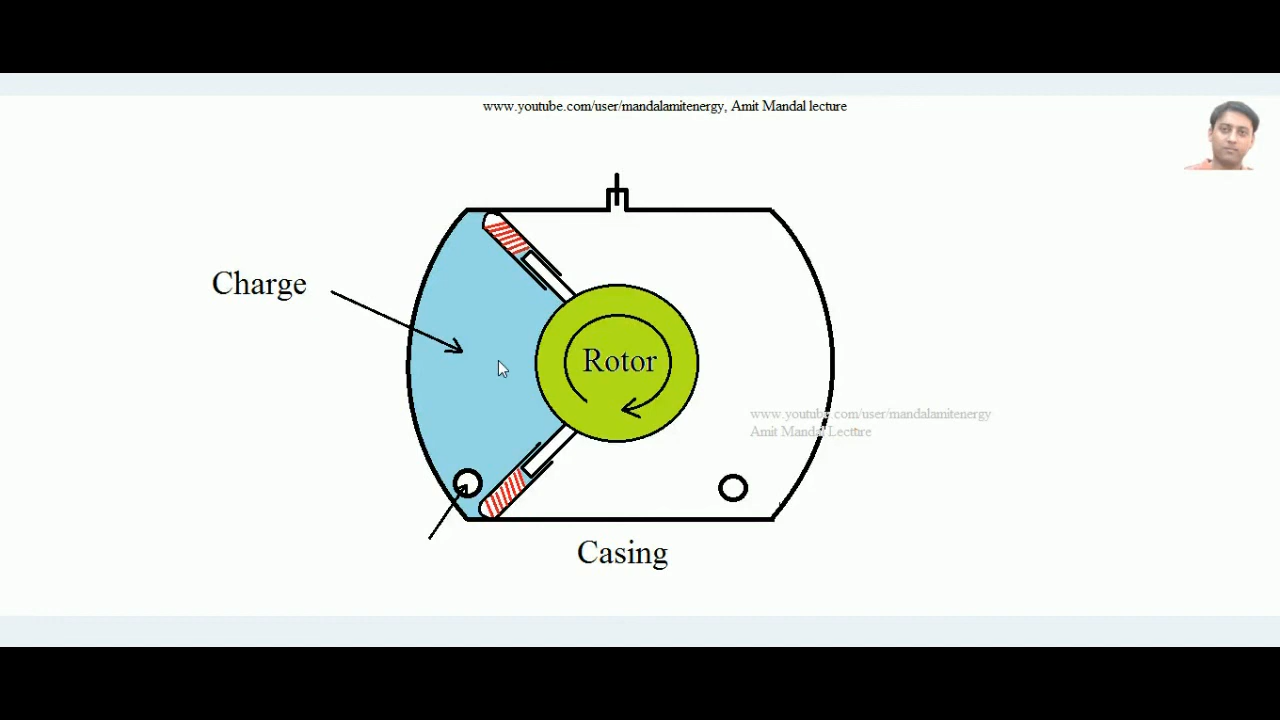 www.youtube.com/user/mandalamitenergy, Amit Mandal lecture
Charge
Rotor
www.youtube.com/user/mandalamitenergy
Amit Mandal Lecture
Casing